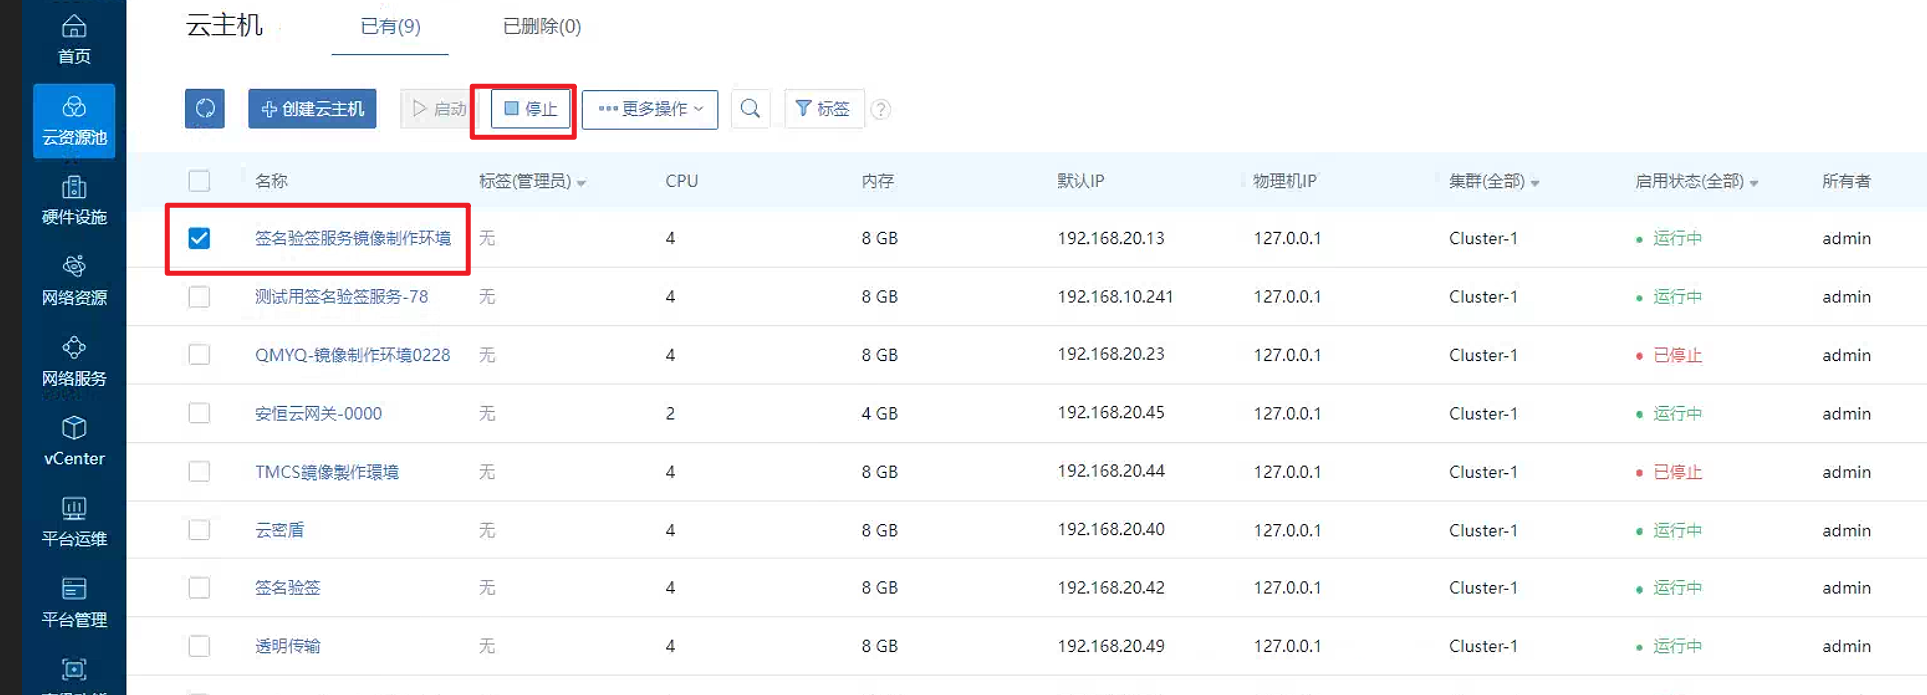 首页
云资源池
硬件设施
网络资源
网络服务
vCenter
平台运维
平台管理
云主机 已有(9) 已删除(0)
创建云主机 启动 停止 更多操作 标签 ?
名称 标签(管理员) CPU 内存 默认IP 物理机IP 集群(全部) 启用状态(全部) 所有者
签名验签服务镜像制作环境 无 4 8 GB 192.168.20.13 127.0.0.1 Cluster-1 运行中 admin
测试用签名验签服务-78 无 4 8 GB 192.168.10.241 127.0.0.1 Cluster-1 运行中 admin
QMYQ-镜像制作环境0228 无 4 8 GB 192.168.20.23 127.0.0.1 Cluster-1 已停止 admin
安恒云网关-0000 无 2 4 GB 192.168.20.45 127.0.0.1 Cluster-1 运行中 admin
TMCS鏡像製作環境 无 4 8 GB 192.168.20.44 127.0.0.1 Cluster-1 已停止 admin
云密盾 无 4 8 GB 192.168.20.40 127.0.0.1 Cluster-1 运行中 admin
签名验签 无 4 8 GB 192.168.20.42 127.0.0.1 Cluster-1 运行中 admin
透明传输 无 4 8 GB 192.168.20.49 127.0.0.1 Cluster-1 运行中 admin